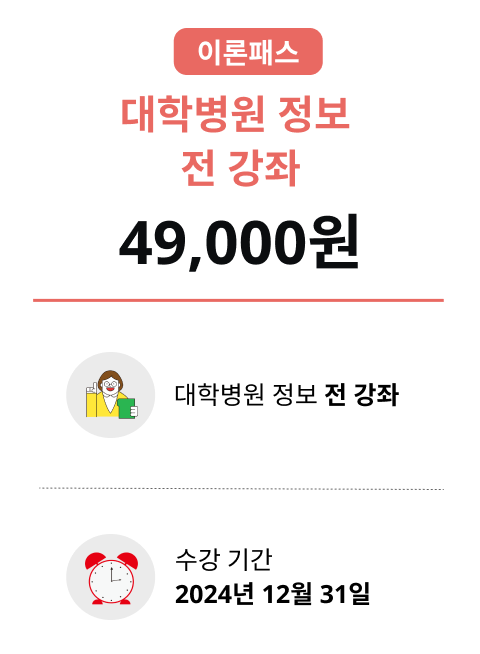 이론패스
대학병원 정보
전 강좌
49,000원
대학병원 정보 전 강좌
수강 기간
2024년 12월 31일